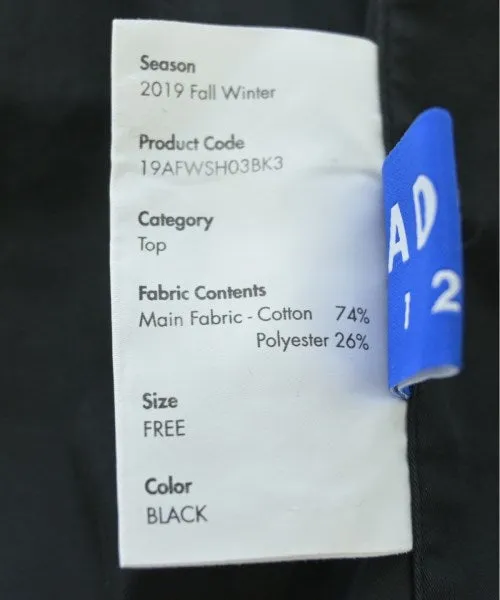 Season
2019 Fall Winter
Product Code
19AFWSH03BK3
Category
Top
Fabric Contents
Main Fabric - Cotton 74%
Polyester 26%
Size
FREE
Color
BLACK
AD
1 2